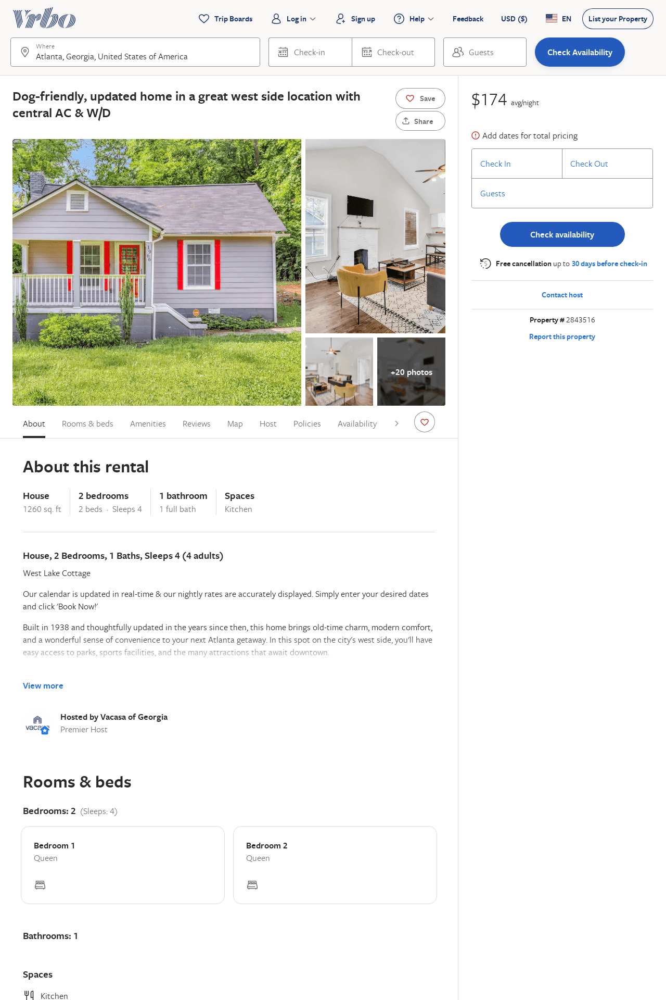 Vrbo
Trip Boards
Log in
Sign up
Help
Feedback
USD ($)
EN
List your Property
Where
Atlanta, Georgia, United States of America
Check-in
Check-out
Guests
Check Availability
Dog-friendly, updated home in a great west side location with
central AC & W/D
Save
Share
$174 avg/night
Add dates for total pricing
Check In
Check Out
Guests
Check availability
Free cancellation up to 30 days before check-in
Contact host
Property # 2843516
Report this property
1966
+20 photos
About
Rooms & beds
Amenities
Reviews
Map
Host
Policies
Availability
About this rental
House
1260 sq. ft
2 bedrooms
2 beds · Sleeps 4
1 bathroom
1 full bath
Spaces
Kitchen
House, 2 Bedrooms, 1 Baths, Sleeps 4 (4 adults)
West Lake Cottage
Our calendar is updated in real-time & our nightly rates are accurately displayed. Simply enter your desired dates
and click 'Book Now!'
Built in 1938 and thoughtfully updated in the years since then, this home brings old-time charm, modern comfort,
and a wonderful sense of convenience to your next Atlanta getaway. In this spot on the city's west side, you'll have
easy access to parks, sports facilities, and the many attractions that await downtown.
View more
vacasa
Hosted by Vacasa of Georgia
Premier Host
Rooms & beds
Bedrooms: 2 (Sleeps: 4)
Bedroom 1
Queen
Bedroom 2
Queen
Bathrooms: 1
Spaces
Kitchen